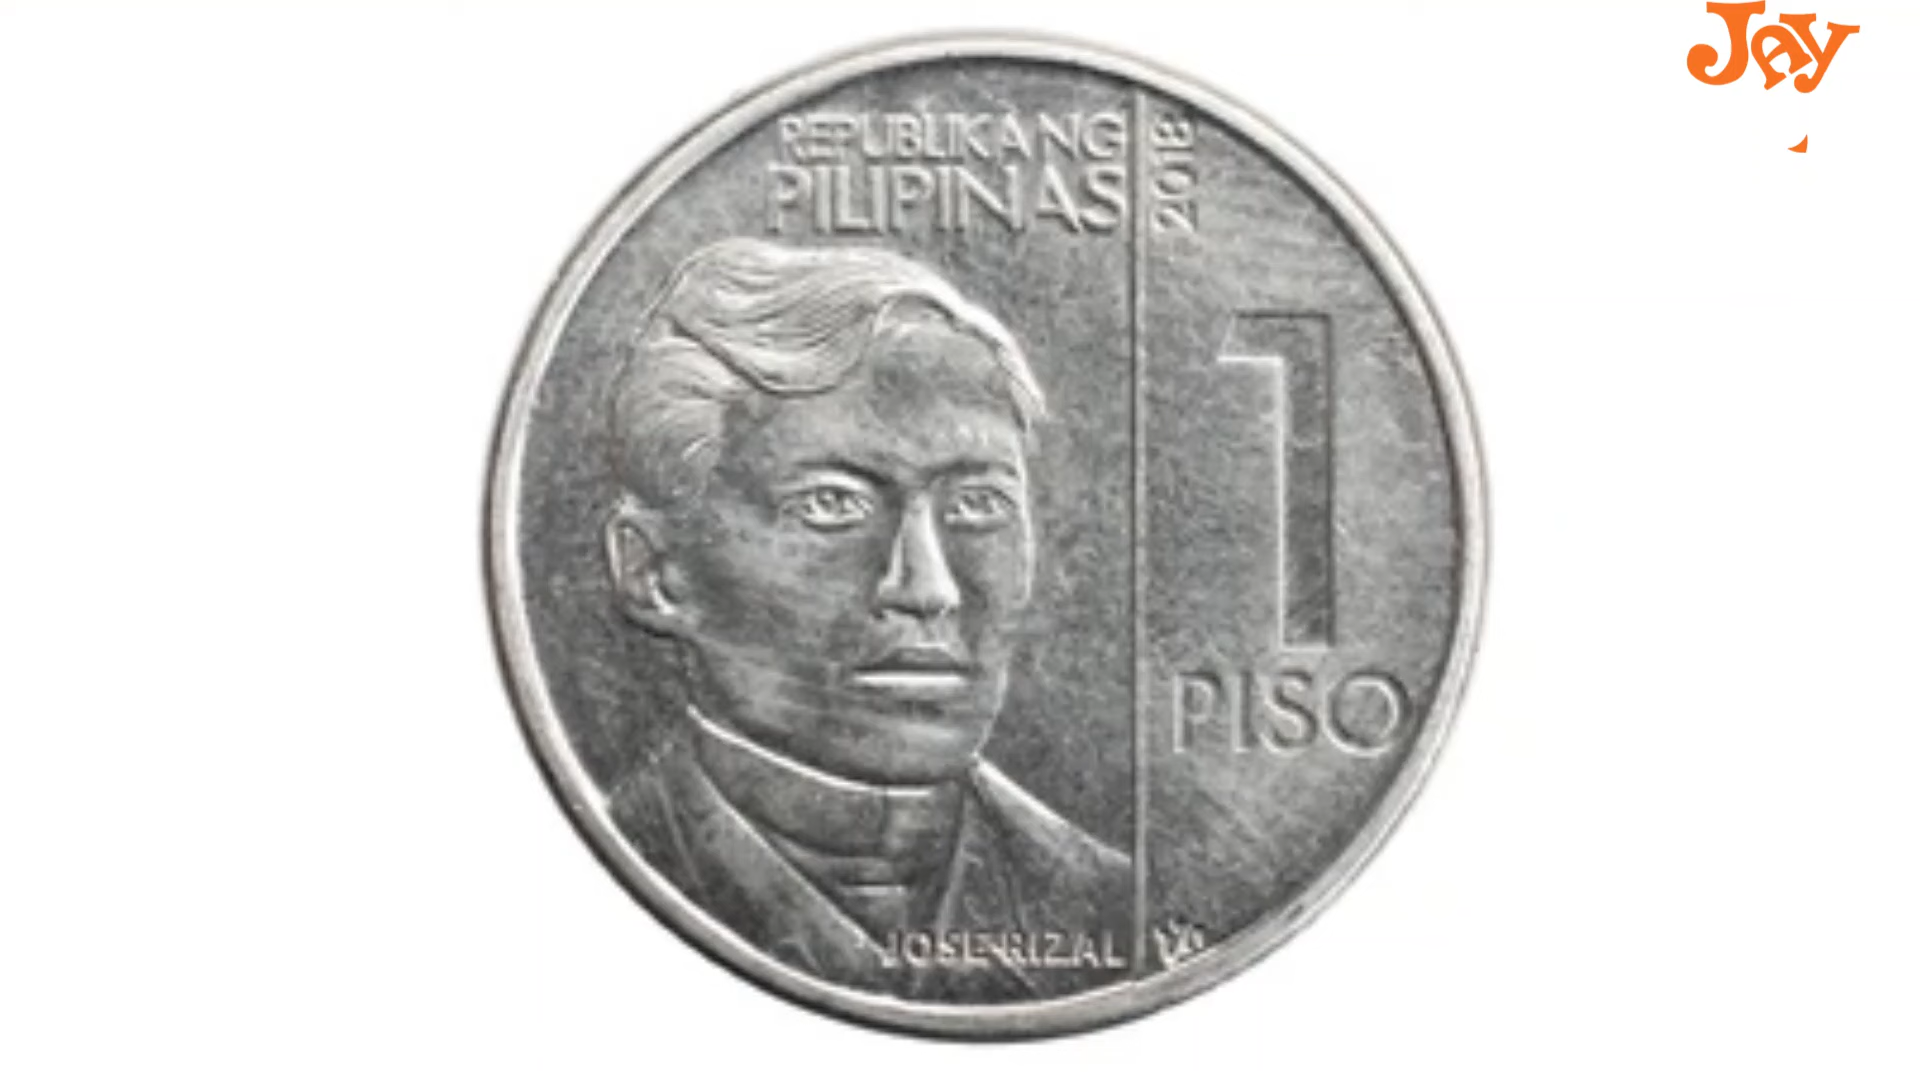 Jay
REPUBLIKA NG
PILIPINAS
2018
1
PISO
JOSE RIZAL